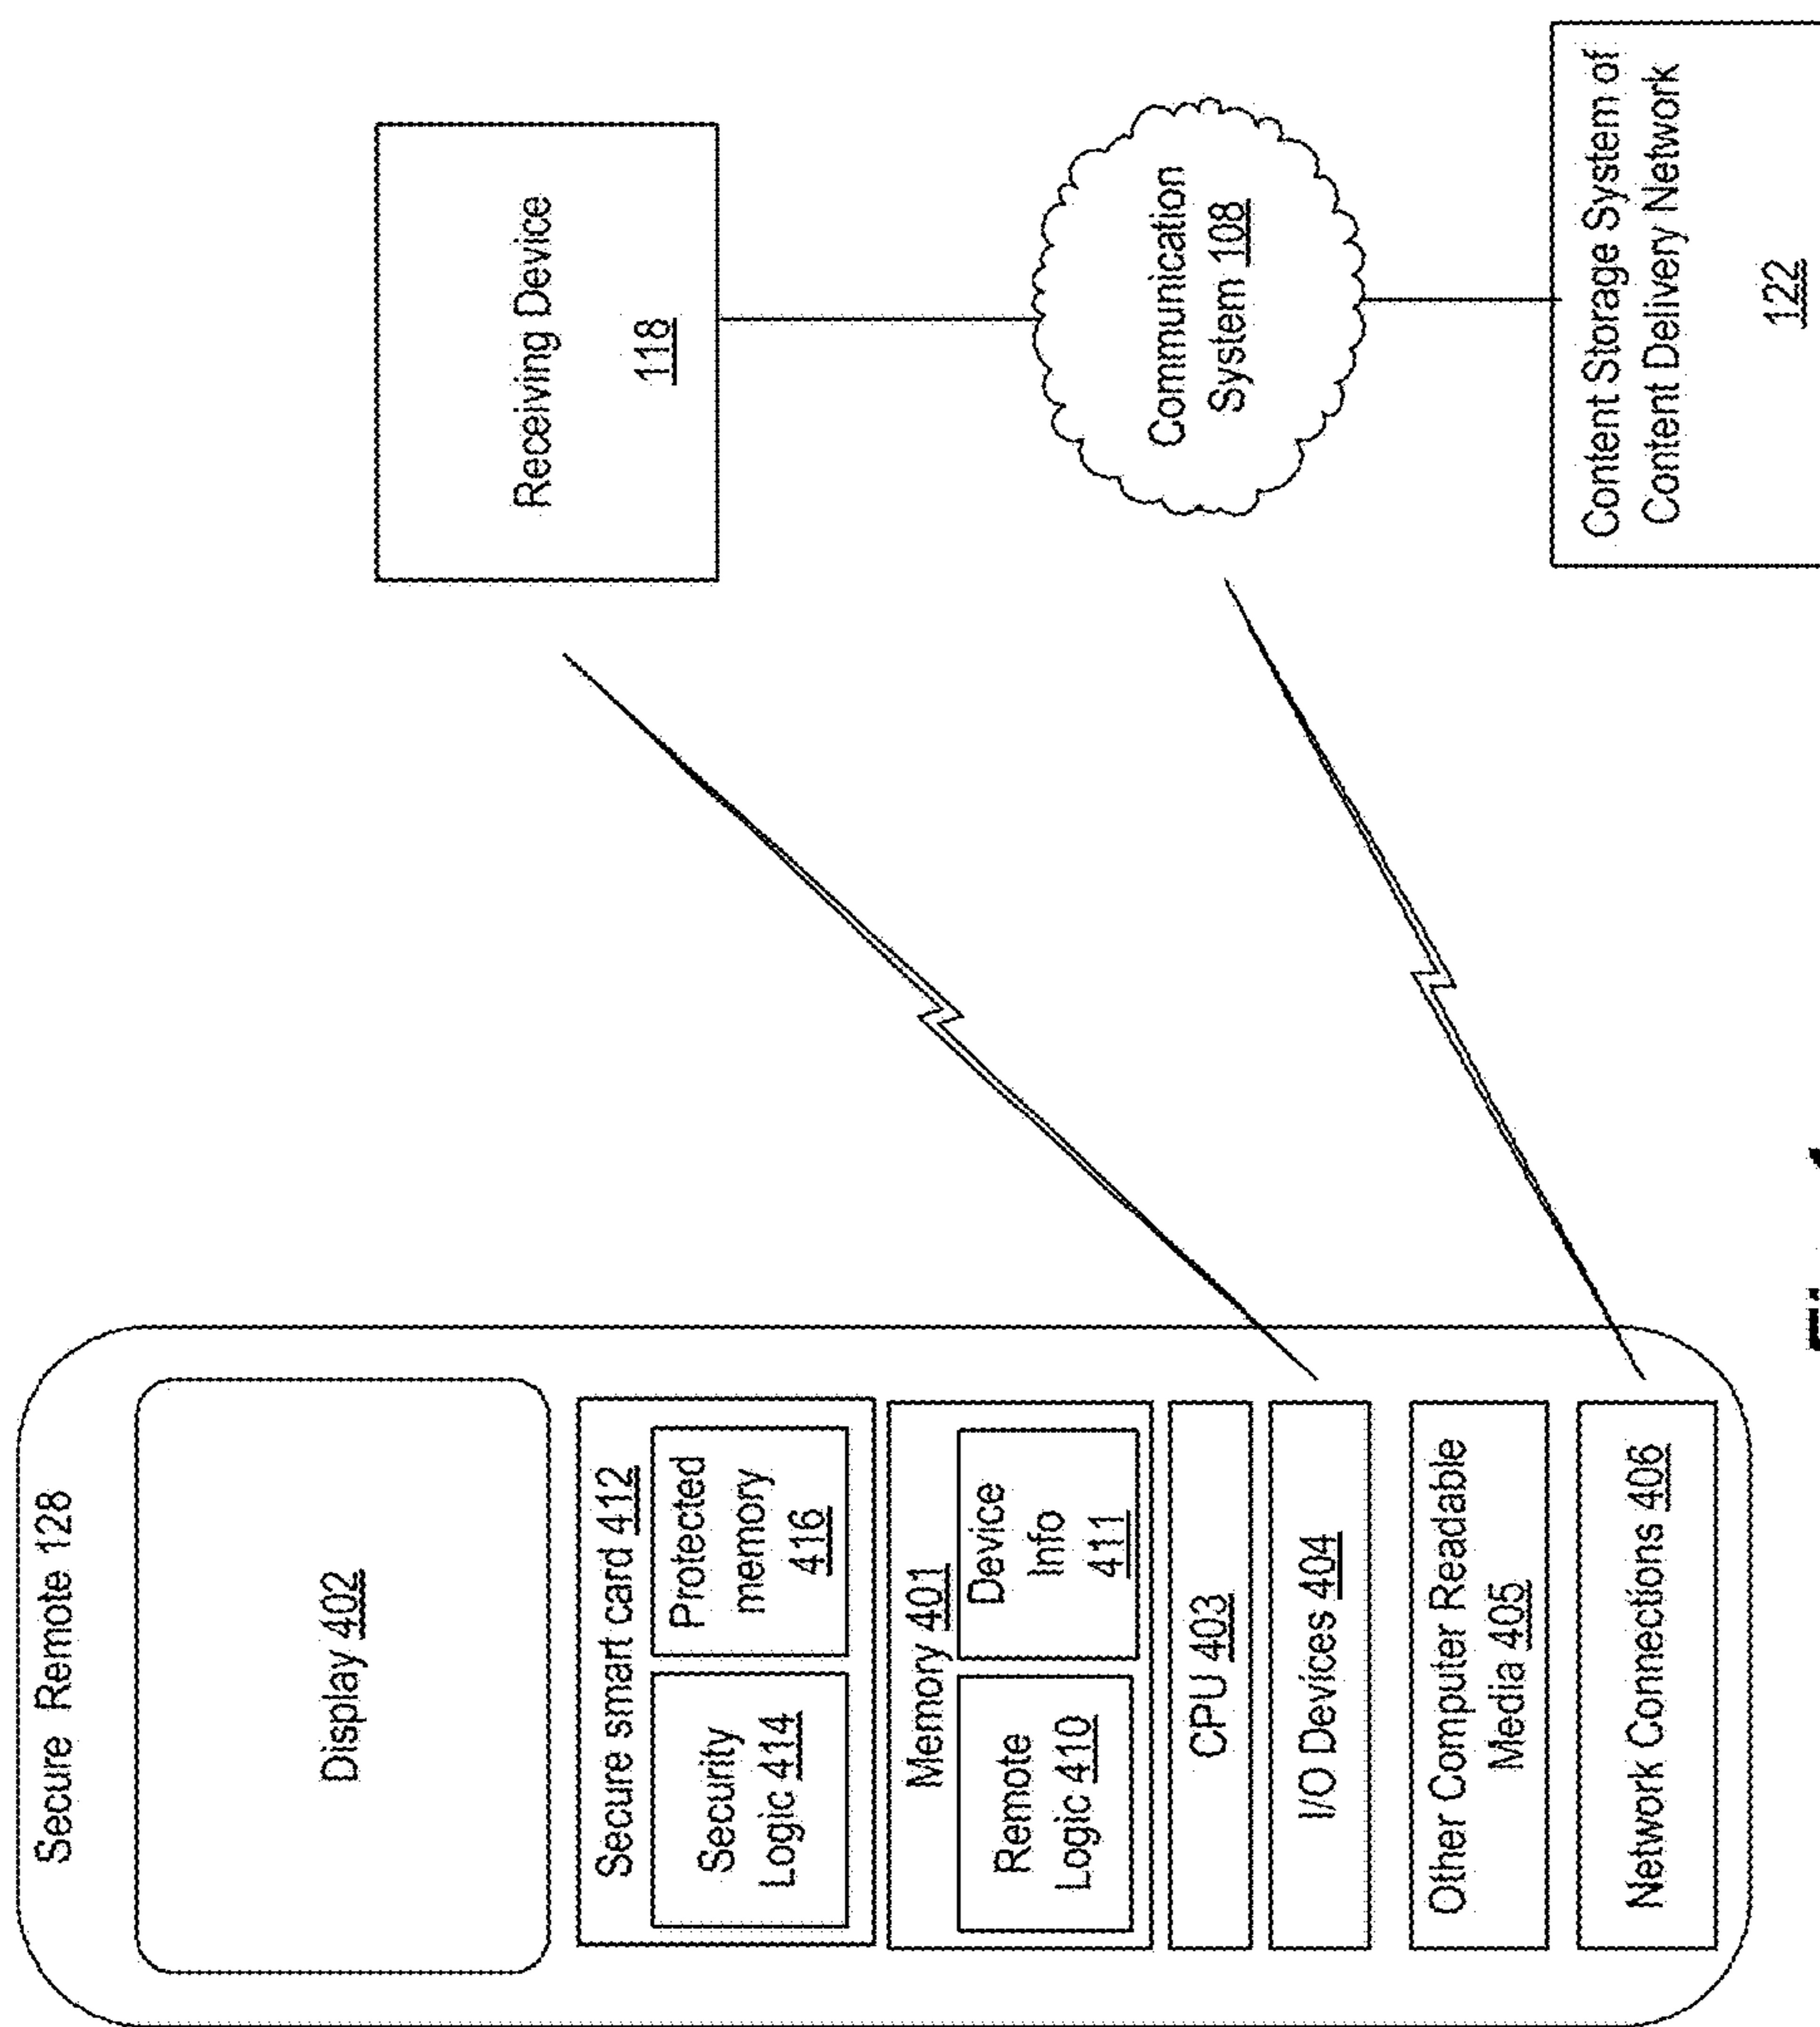 Secure Remote 128
Display 402
Secure smart card 412
Security
Logic 414
Protected
memory
416
Memory 401
Remote
Logic 410
Device
Info
411
CPU 403
I/O Devices 404
Other Computer Readable
Media 405
Network Connections 406
Receiving Device
118
Communication
System 108
Content Storage System of
Content Delivery Network
122